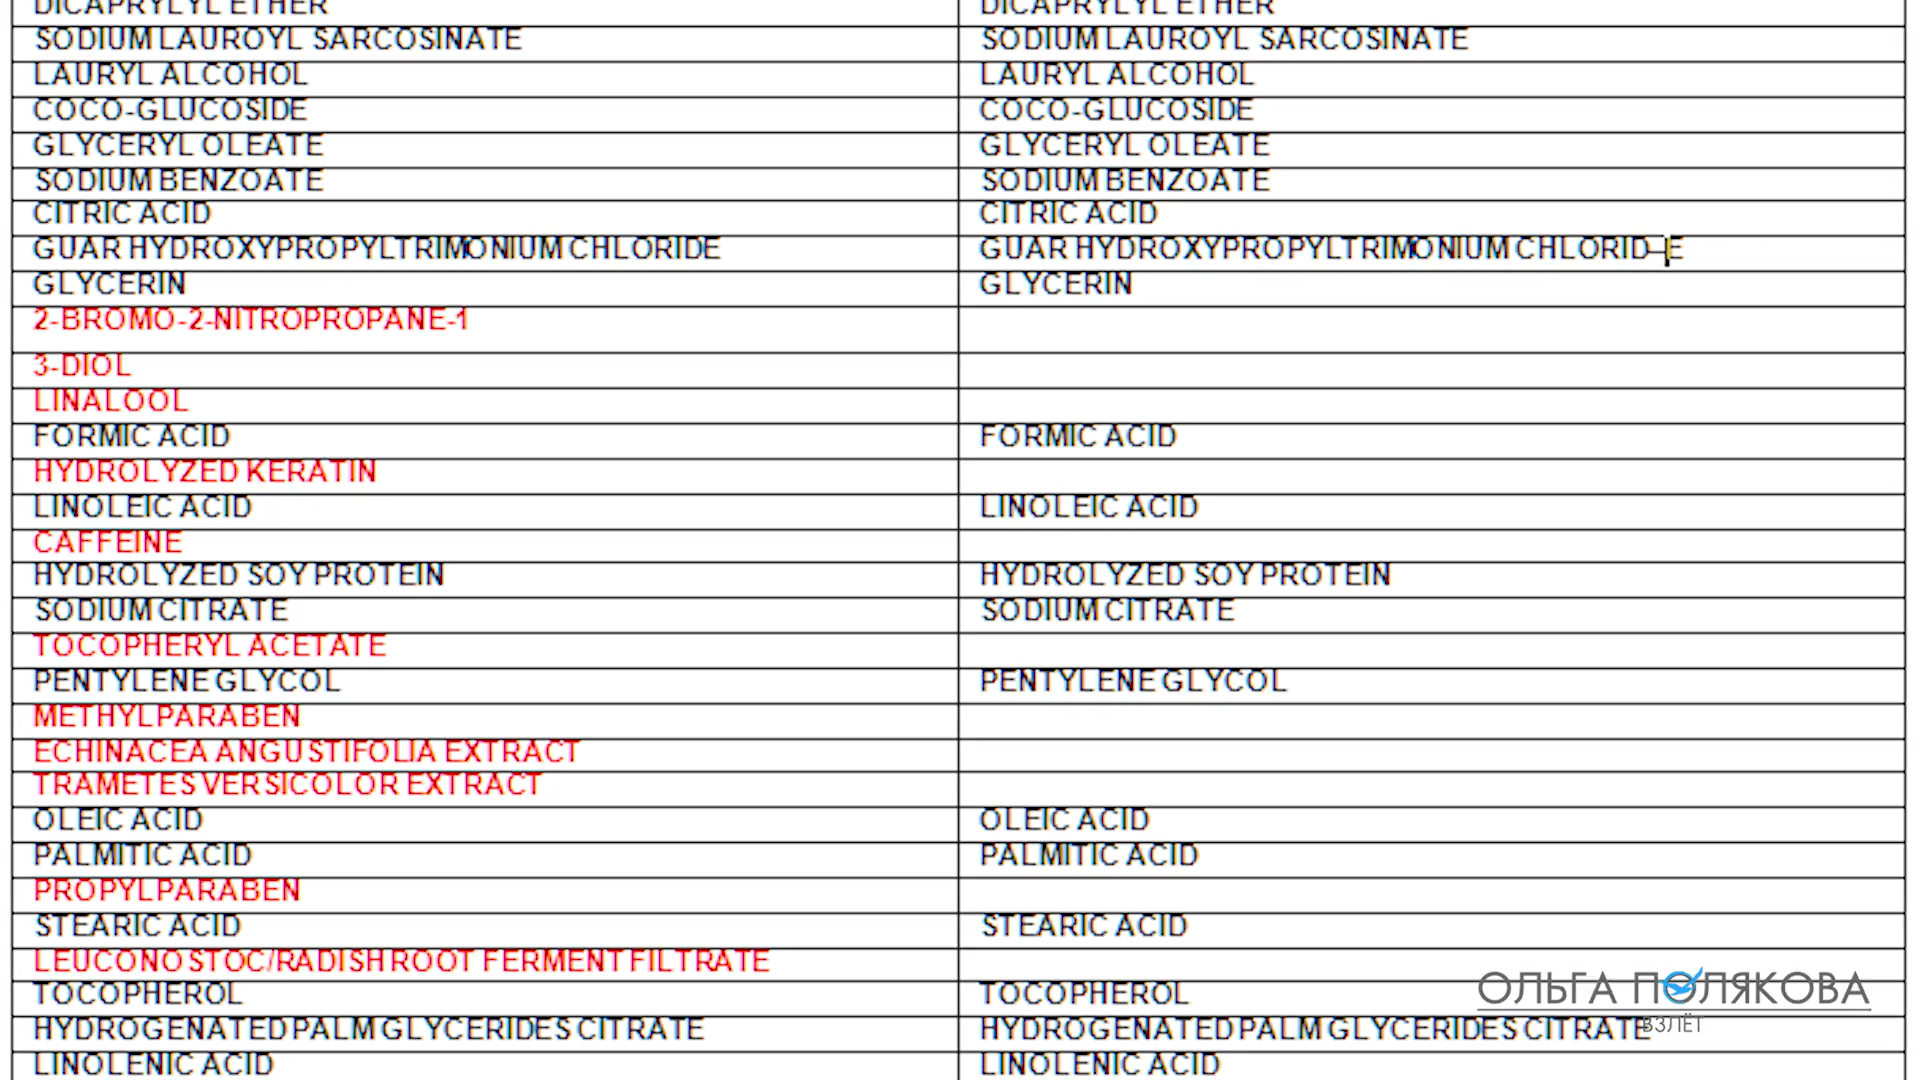 DICAPRYLYL ETHER DICAPRYLYL ETHER
SODIUM LAUROYL SARCOSINATE SODIUM LAUROYL SARCOSINATE
LAURYL ALCOHOL LAURYL ALCOHOL
COCO-GLUCOSIDE COCO-GLUCOSIDE
GLYCERYL OLEATE GLYCERYL OLEATE
SODIUM BENZOATE SODIUM BENZOATE
CITRIC ACID CITRIC ACID
GUAR HYDROXYPROPYLTRIMONIUM CHLORIDE GUAR HYDROXYPROPYLTRIMONIUM CHLORIDE
GLYCERIN GLYCERIN
2-BROMO-2-NITROPROPANE-1
3-DIOL
LINALOOL
FORMIC ACID FORMIC ACID
HYDROLYZED KERATIN
LINOLEIC ACID LINOLEIC ACID
CAFFEINE
HYDROLYZED SOY PROTEIN HYDROLYZED SOY PROTEIN
SODIUM CITRATE SODIUM CITRATE
TOCOPHERYL ACETATE
PENTYLENE GLYCOL PENTYLENE GLYCOL
METHYLPARABEN
ECHINACEA ANGUSTIFOLIA EXTRACT
TRAMETES VERSICOLOR EXTRACT
OLEIC ACID OLEIC ACID
PALMITIC ACID PALMITIC ACID
PROPYLPARABEN
STEARIC ACID STEARIC ACID
LEUCONOSTOC/RADISH ROOT FERMENT FILTRATE
TOCOPHEROL TOCOPHEROL
HYDROGENATED PALM GLYCERIDES CITRATE HYDROGENATED PALM GLYCERIDES CITRATE
LINOLENIC ACID LINOLENIC ACID
ОЛЬГА ПОЛЯКОВА
ВЗЛЁТ